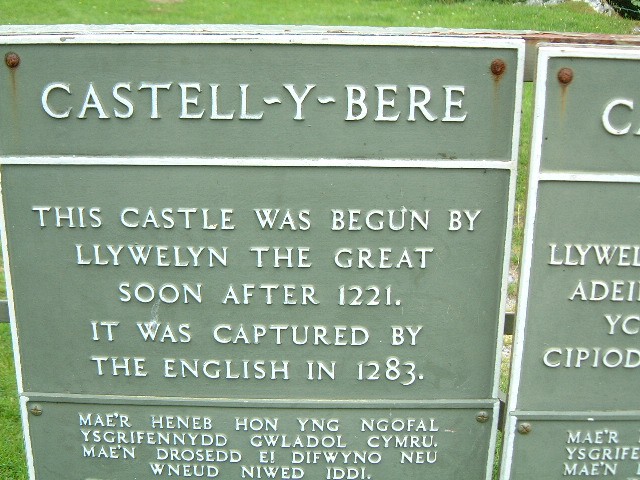 CASTELL-Y-BERE
THIS CASTLE WAS BEGUN BY
LLYWELYN THE GREAT
SOON AFTER 1221.
IT WAS CAPTURED BY
THE ENGLISH IN 1283.
MAE'R HENEB HON YNG NGOFAL
YSGRIFENNYDD GWLADOL CYMRU.
MAE'N DROSEDD EI DIFWYNO NEU
WNEUD NIWED IDDI.
C
LLYWEL
ADEI
YC
CIPIOD
MAE'R
YSGRIFE
MAE'N